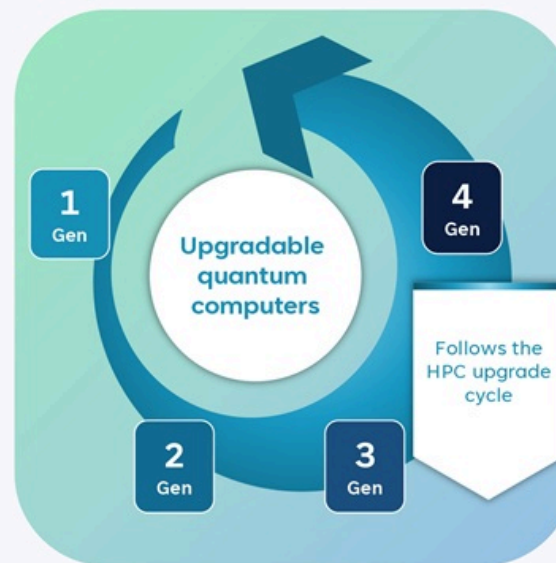 1
Gen
Upgradable
quantum
computers
4
Gen
Follows the
HPC upgrade
cycle
2
Gen
3
Gen